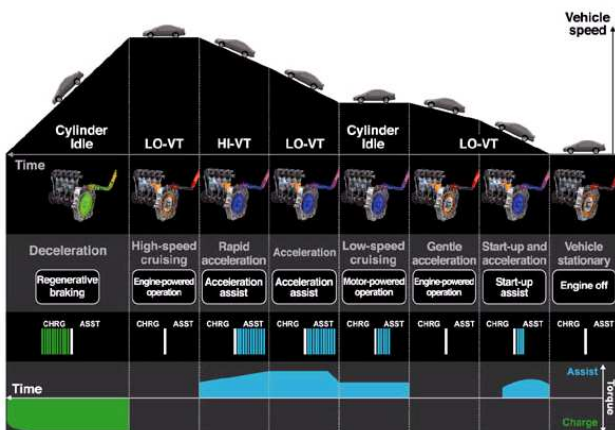 Vehicle
speed
Cylinder
Idle
LO-VT
HI-VT
LO-VT
Cylinder
Idle
LO-VT
Time
Deceleration
High-speed
cruising
Rapid
acceleration
Acceleration
Low-speed
cruising
Gentle
acceleration
Start-up and
acceleration
Vehicle
stationary
Regenerative
braking
Engine-powered
operation
Acceleration
assist
Acceleration
assist
Motor-powered
operation
Engine-powered
operation
Start-up
assist
Engine off
CHRG ASST
CHRG ASST
CHRG ASST
CHRG ASST
CHRG ASST
CHRG ASST
CHRG ASST
CHRG ASST
Time
Assist
Torque
Charge